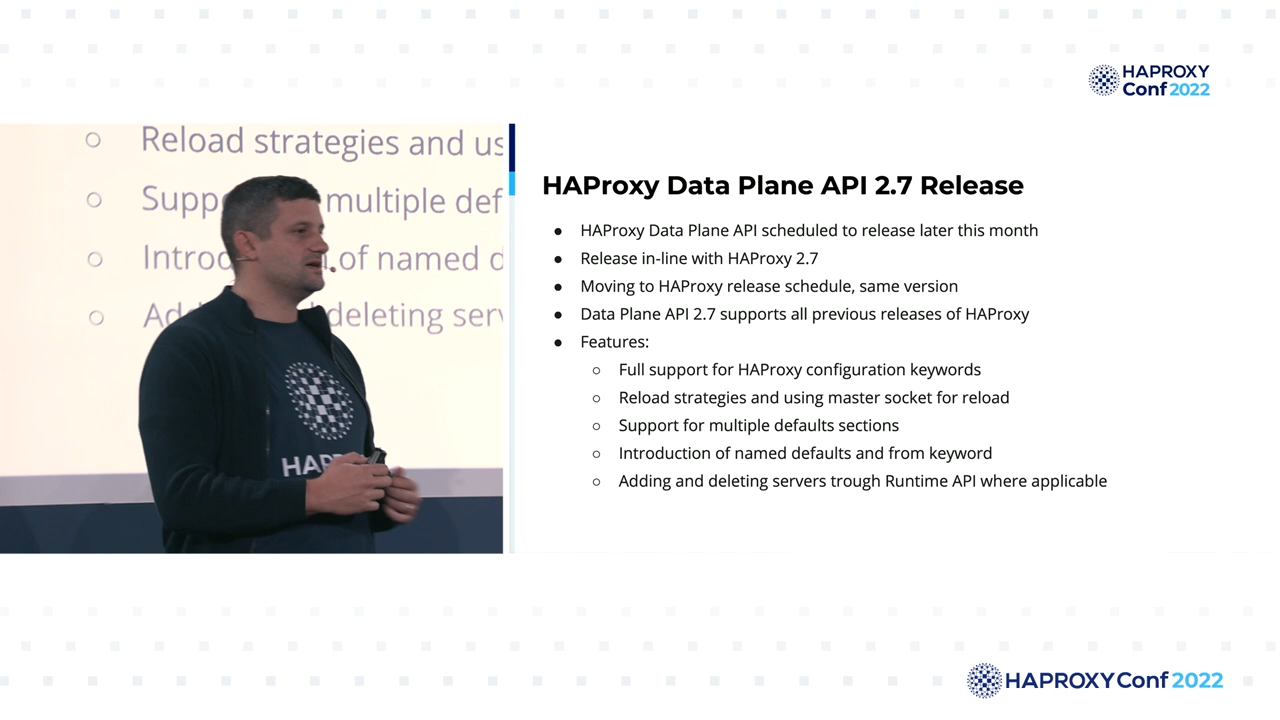 HAPROXY
Conf 2022
Reload strategies and us
multiple def
of named d
deleting serv
HAProxy Data Plane API 2.7 Release
● HAProxy Data Plane API scheduled to release later this month
● Release in-line with HAProxy 2.7
● Moving to HAProxy release schedule, same version
● Data Plane API 2.7 supports all previous releases of HAProxy
● Features:
○ Full support for HAProxy configuration keywords
○ Reload strategies and using master socket for reload
○ Support for multiple defaults sections
○ Introduction of named defaults and from keyword
○ Adding and deleting servers trough Runtime API where applicable
HAPROXY Conf 2022